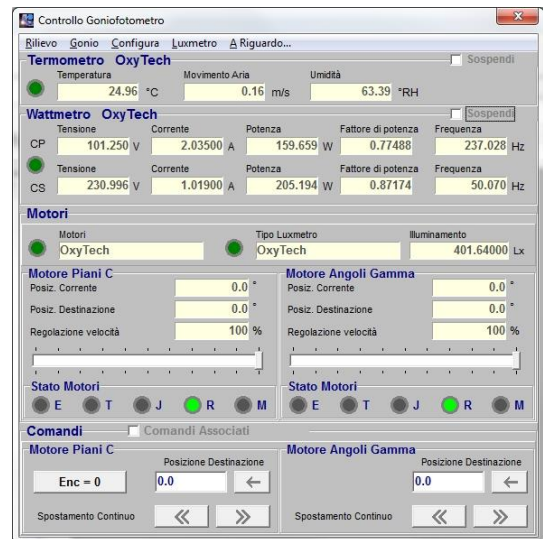 Controllo Goniofotometro
Rilievo Gonio Configura Luxmetro A Riguardo...
Termometro OxyTech Sospendi
Temperatura Movimento Aria Umidità
24.96 °C 0.16 m/s 63.39 °RH
Wattmetro OxyTech Sospendi
Tensione Corrente Potenza Fattore di potenza Frequenza
CP 101.250 V 2.03500 A 159.659 W 0.77488 237.028 Hz
Tensione Corrente Potenza Fattore di potenza Frequenza
CS 230.996 V 1.01900 A 205.194 W 0.87174 50.070 Hz
Motori
Motori Tipo Luxmetro Illuminamento
OxyTech OxyTech 401.64000 Lx
Motore Piani C Motore Angoli Gamma
Posiz. Corrente 0.0 ° Posiz. Corrente 0.0 °
Posiz. Destinazione 0.0 ° Posiz. Destinazione 0.0 °
Regolazione velocità 100 % Regolazione velocità 100 %
Stato Motori Stato Motori
E T J R M E T J R M
Comandi Comandi Associati
Motore Piani C Motore Angoli Gamma
Posizione Destinazione Posizione Destinazione
Enc = 0 0.0 0.0
Spostamento Continuo Spostamento Continuo